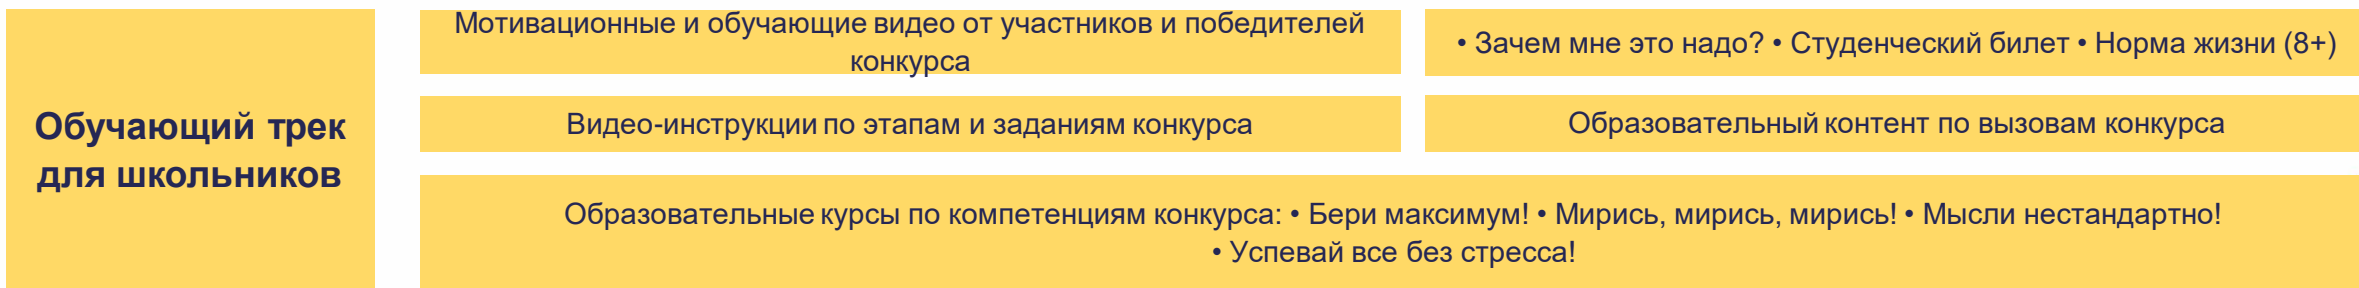 Обучающий трек
для школьников
Мотивационные и обучающие видео от участников и победителей
конкурса
• Зачем мне это надо? • Студенческий билет • Норма жизни (8+)
Видео-инструкции по этапам и заданиям конкурса
Образовательный контент по вызовам конкурса
Образовательные курсы по компетенциям конкурса: • Бери максимум! • Мирись, мирись, мирись! • Мысли нестандартно!
• Успевай все без стресса!